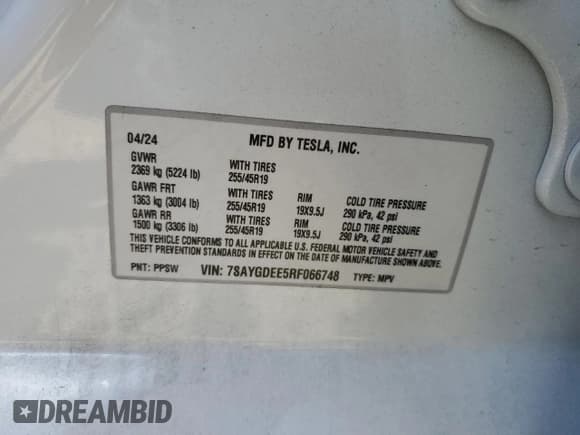 04/24 MFD BY TESLA, INC.
GVWR
2369 kg (5224 lb) WITH TIRES 255/45R19
GAWR FRT
1363 kg (3004 lb) WITH TIRES 255/45R19 RIM 19X9.5J COLD TIRE PRESSURE 290 kPa, 42 psi
GAWR RR
1500 kg (3306 lb) WITH TIRES 255/45R19 RIM 19X9.5J COLD TIRE PRESSURE 290 kPa, 42 psi
THIS VEHICLE CONFORMS TO ALL APPLICABLE U.S. FEDERAL MOTOR VEHICLE SAFETY AND
THEFT PREVENTION STANDARDS IN EFFECT ON THE DATE OF MANUFACTURE SHOWN ABOVE.
PNT: PPSW VIN: 7SAYGDEE5RF066748 TYPE: MPV
DREAMBID